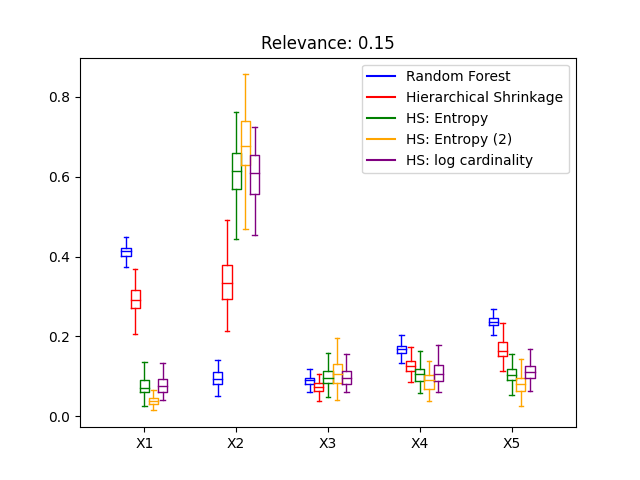 Relevance: 0.15
Random Forest
Hierarchical Shrinkage
HS: Entropy
HS: Entropy (2)
HS: log cardinality
0.8
0.6
0.4
0.2
0.0
X1 X2 X3 X4 X5